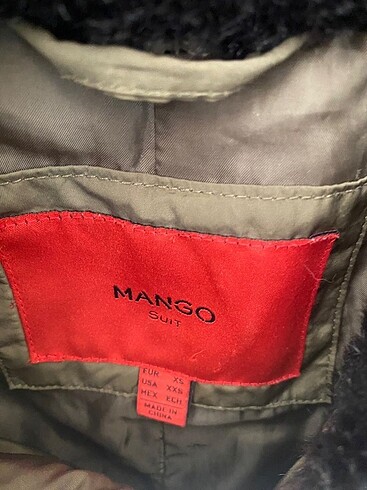 MANGO
Suit
EUR XS
USA XXS
MEX ECH
MADE IN
CHINA